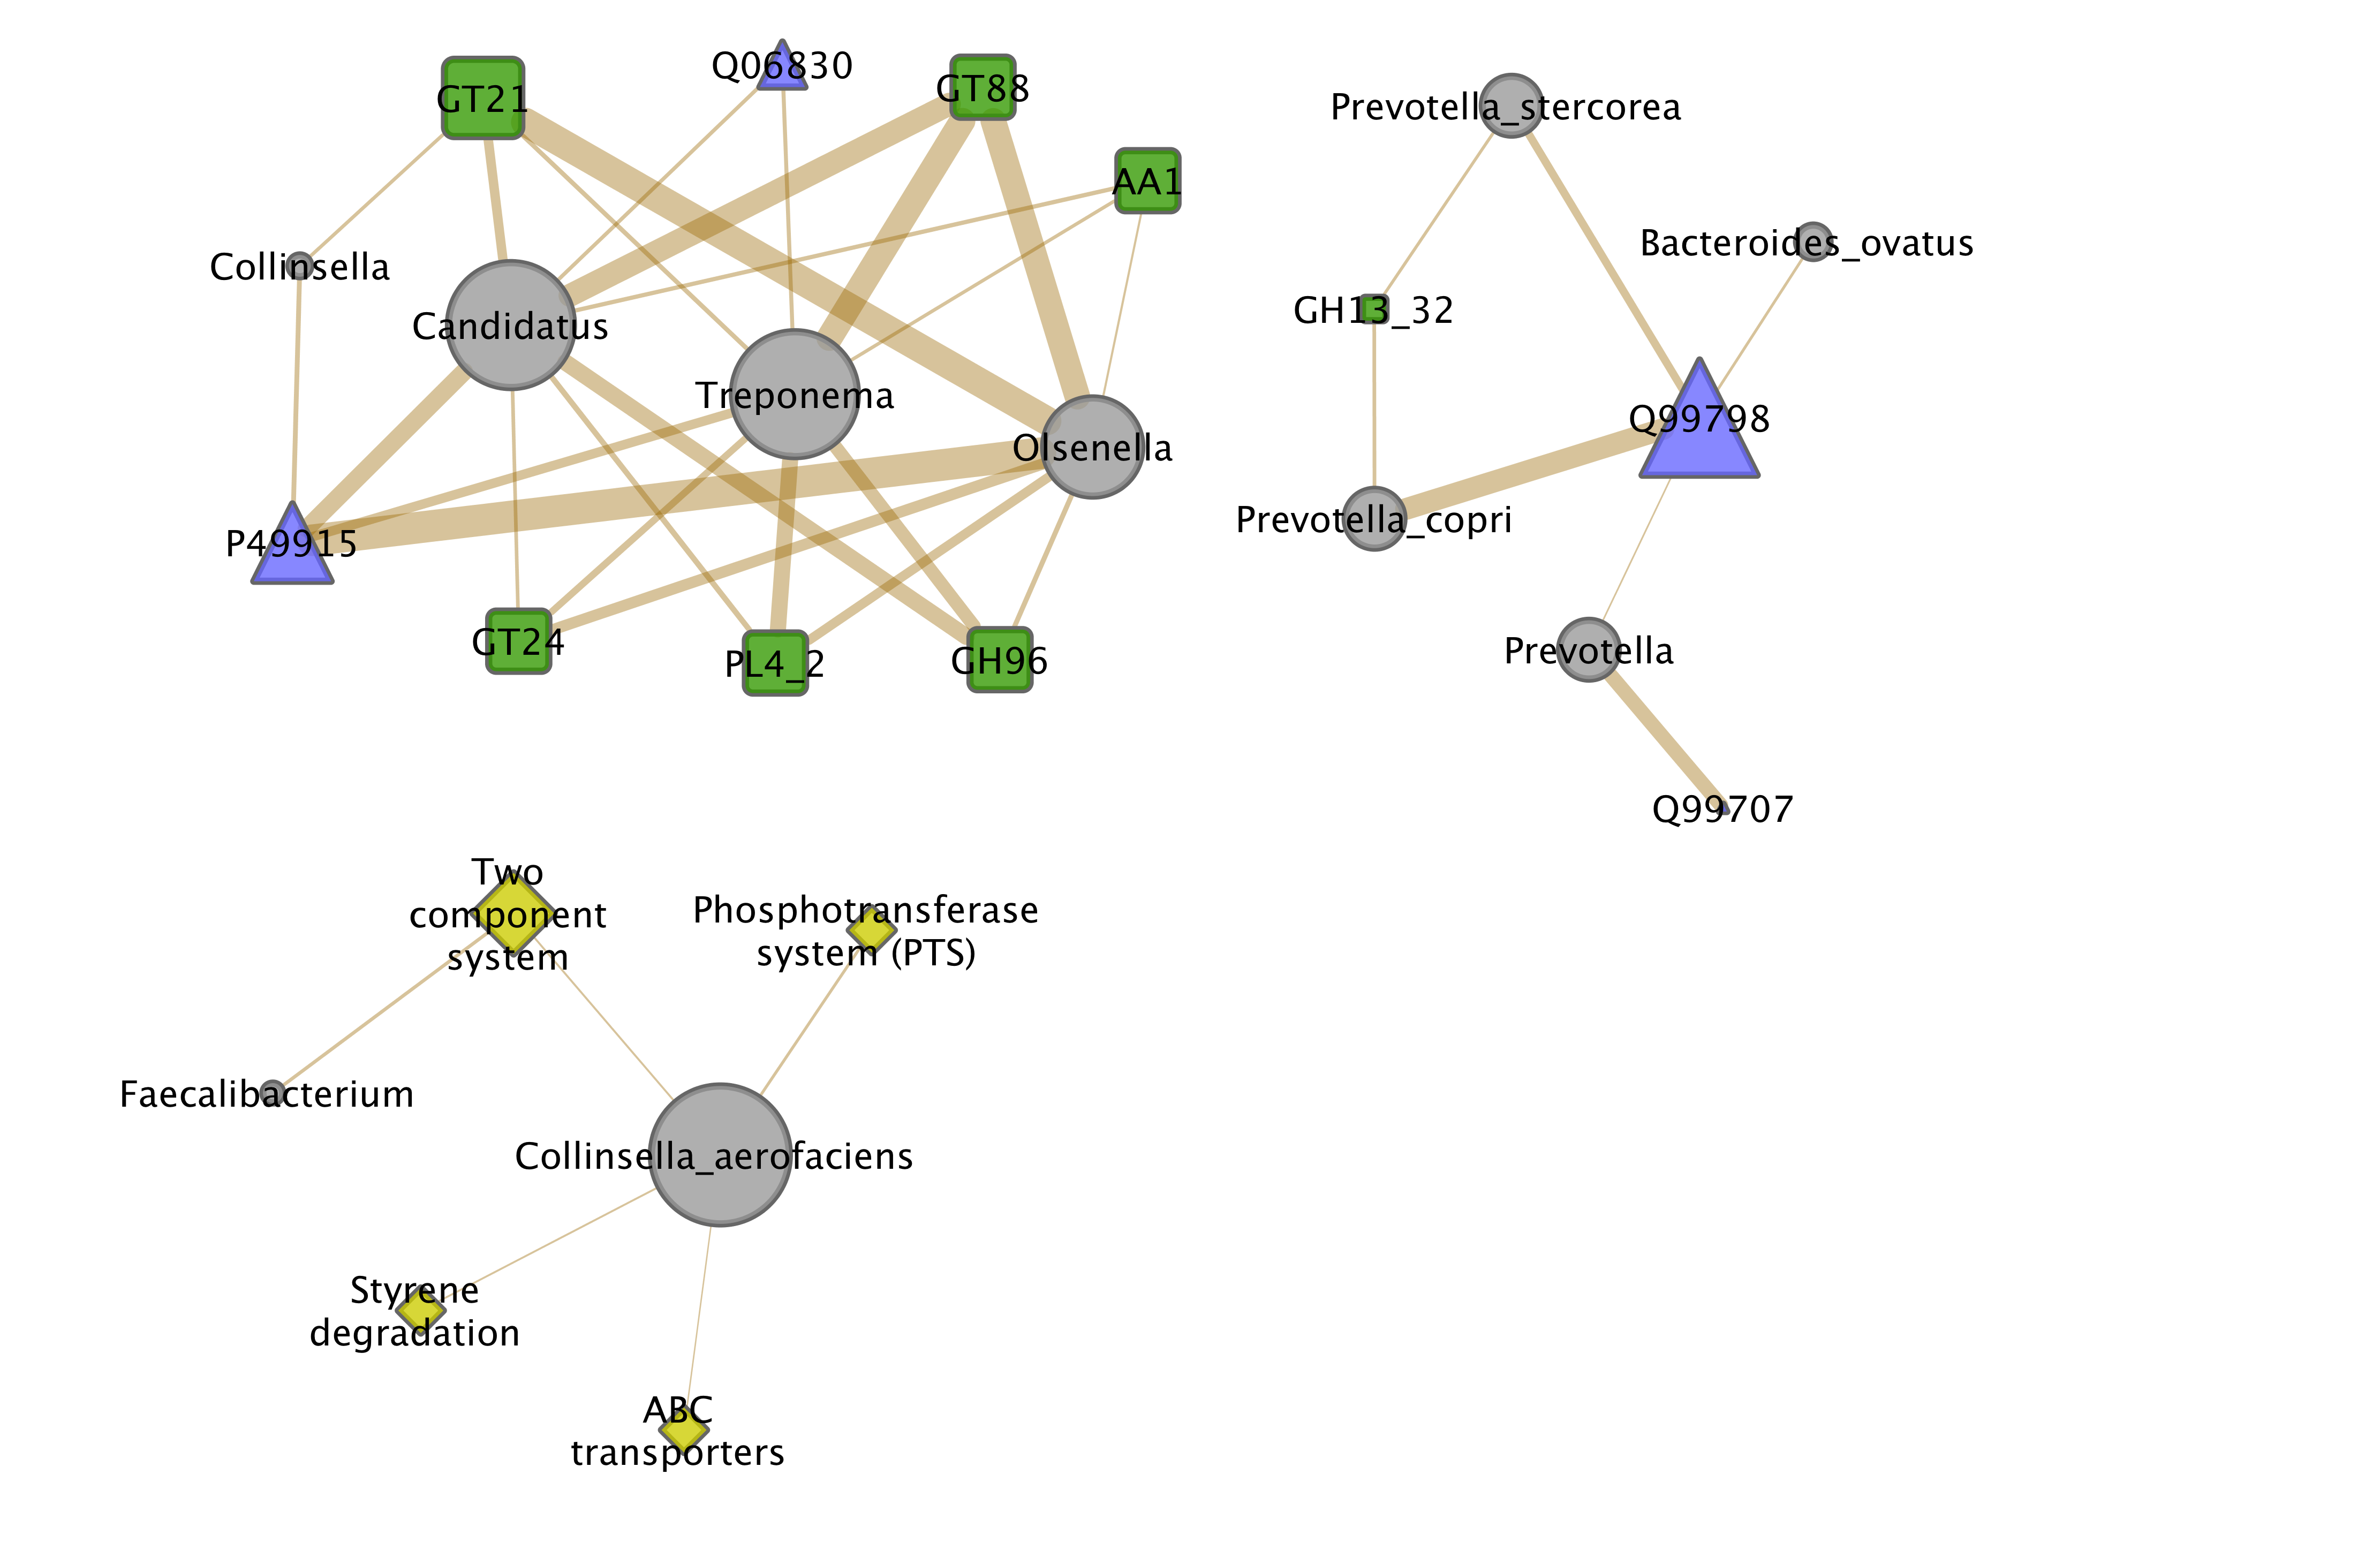 Q06830
GT88
GT21
AA1
Collinsella
Candidatus
Treponema
Olsenella
P49915
GT24
PL4_2
GH96
Prevotella_stercorea
Bacteroides_ovatus
GH13_32
Q99798
Prevotella_copri
Prevotella
Q99707
Two
component
system
Phosphotransferase
system (PTS)
Faecalibacterium
Collinsella_aerofaciens
Styrene
degradation
ABC
transporters